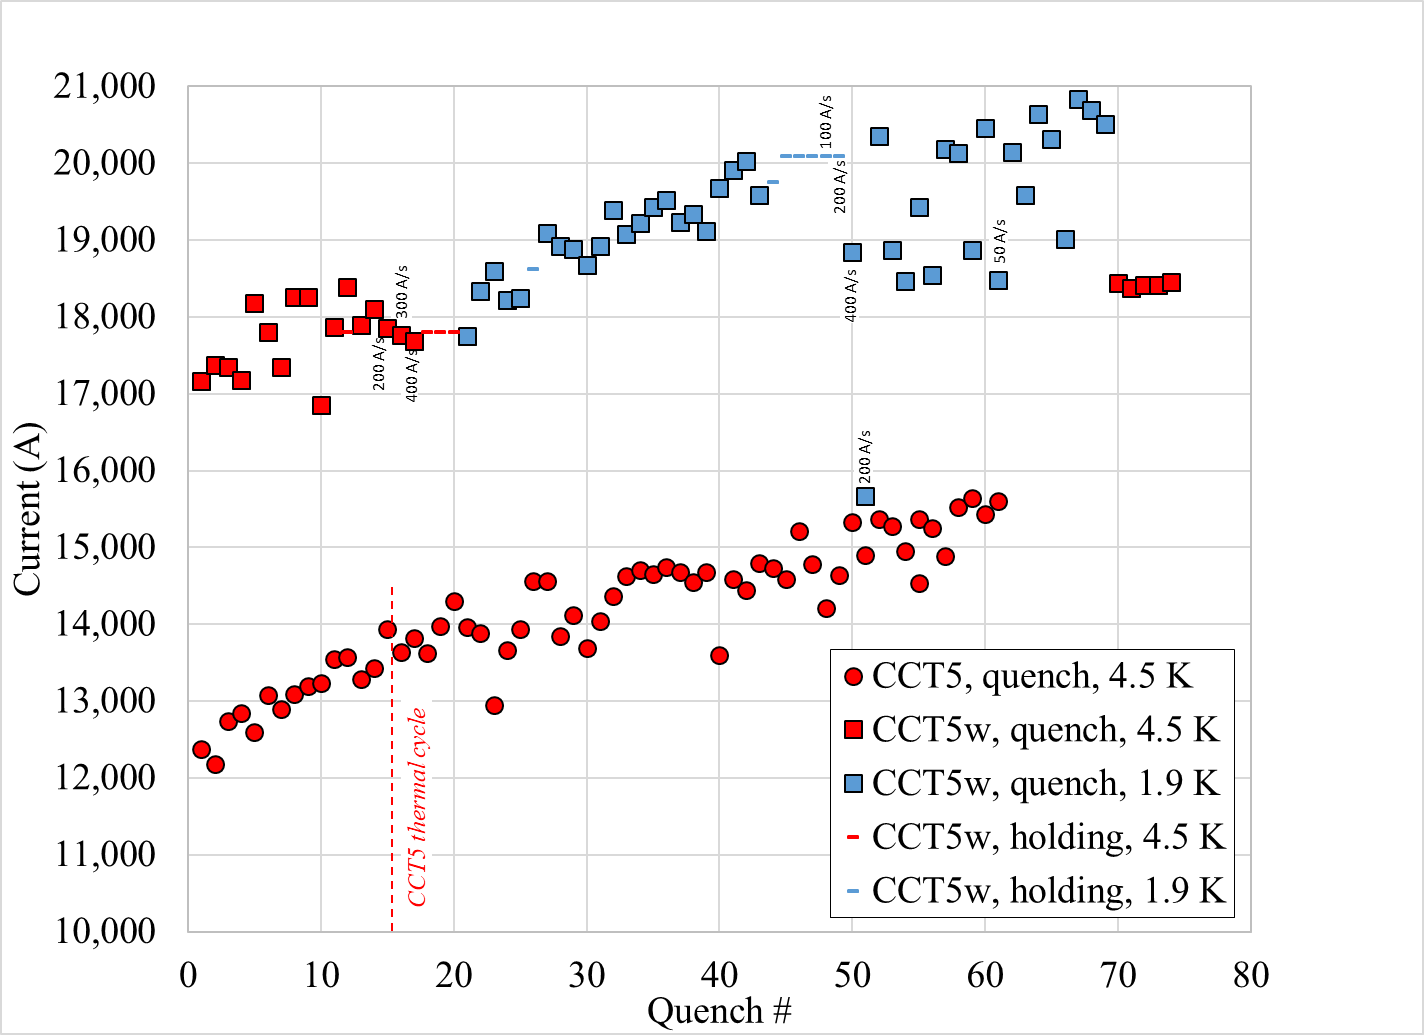 21,000
20,000
19,000
18,000
17,000
16,000
15,000
14,000
13,000
12,000
11,000
10,000
Current (A)
0 10 20 30 40 50 60 70 80
Quench #
200 A/s
300 A/s
400 A/s
100 A/s
200 A/s
400 A/s
200 A/s
50 A/s
CCT5 thermal cycle
CCT5, quench, 4.5 K
CCT5w, quench, 4.5 K
CCT5w, quench, 1.9 K
CCT5w, holding, 4.5 K
CCT5w, holding, 1.9 K